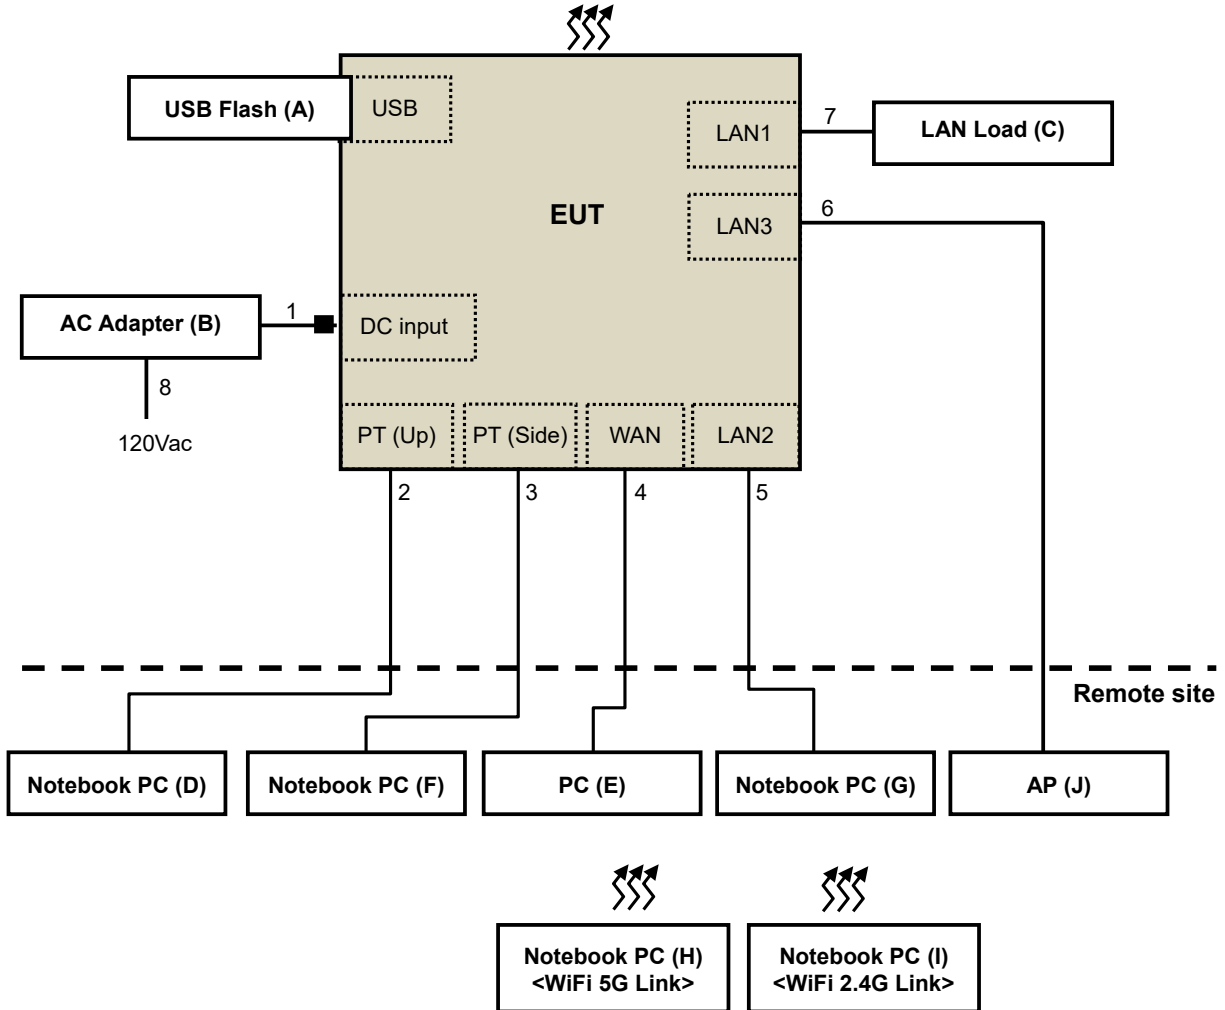 USB Flash (A)
USB
LAN1
7
LAN Load (C)
EUT
LAN3
6
AC Adapter (B)
1
DC input
8
120Vac
PT (Up)
PT (Side)
WAN
LAN2
2
3
4
5
Remote site
Notebook PC (D)
Notebook PC (F)
PC (E)
Notebook PC (G)
AP (J)
Notebook PC (H)
<WiFi 5G Link>
Notebook PC (I)
<WiFi 2.4G Link>